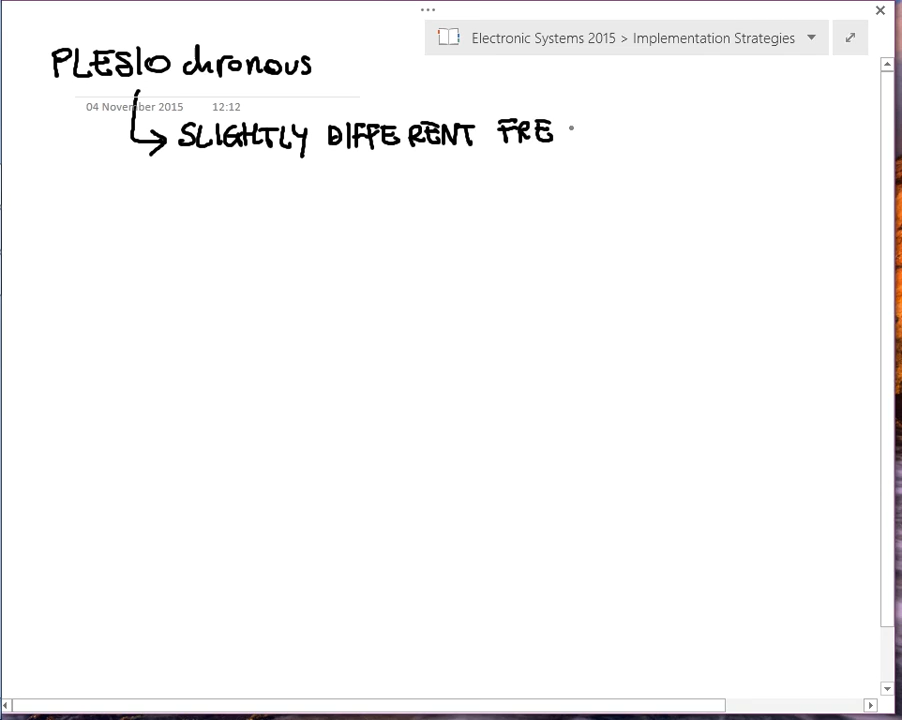 Electronic Systems 2015 > Implementation Strategies
PLESIO chronous
04 November 2015 12:12
SLIGHTLY DIFFERENT FRE